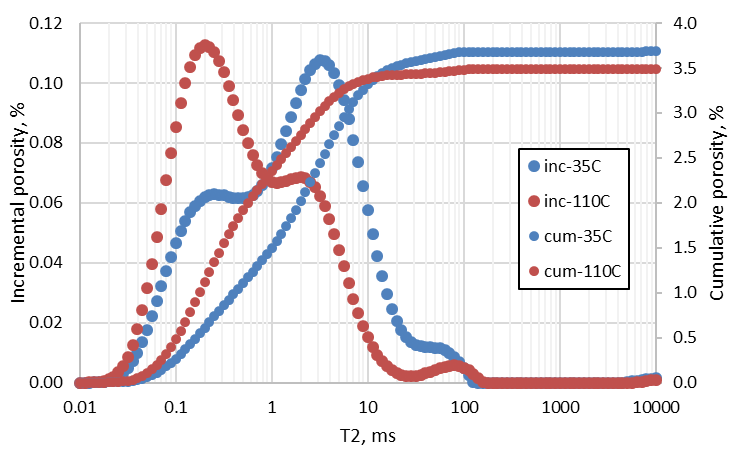 0.12
0.10
0.08
0.06
0.04
0.02
0.00
Incremental porosity, %
4.0
3.5
3.0
2.5
2.0
1.5
1.0
0.5
0.0
Cumulative porosity, %
inc-35C
inc-110C
cum-35C
cum-110C
0.01 0.1 1 10 100 1000 10000
T2, ms